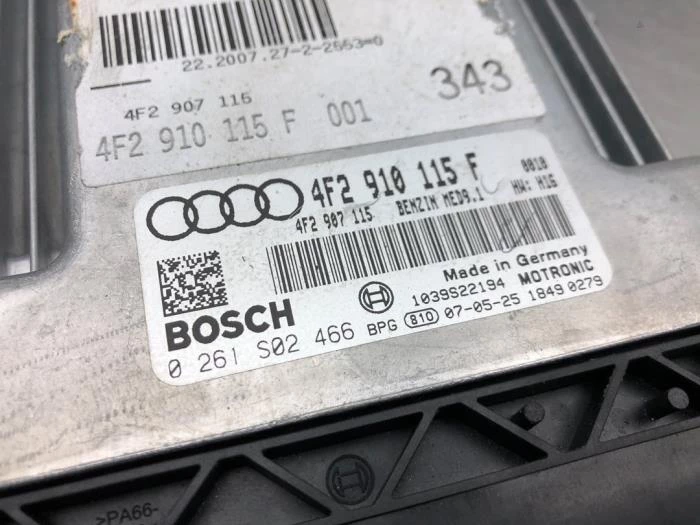 22.2007.27-2-2653=0
4F2 907 115
4F2 910 115 F 001
343
4F2 910 115 F
0010
4F2 907 115 BENZIN MED9.1 HW: H16
Made in Germany
BOSCH
1039S22194 MOTRONIC
0 261 S02 466 BPG 810 07-05-25 1849 0279
>PA66-